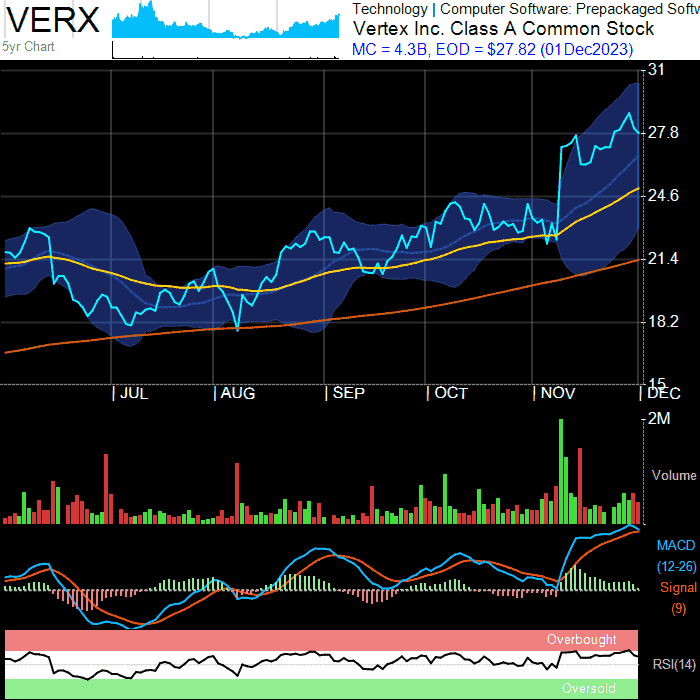 VERX
5yr Chart
Technology | Computer Software: Prepackaged Softw
Vertex Inc. Class A Common Stock
MC = 4.3B, EOD = $27.82 (01Dec2023)
31
27.8
24.6
21.4
18.2
15
| JUL | AUG | SEP | OCT | NOV | DEC
2M
Volume
MACD
(12-26)
Signal
(9)
Overbought
RSI(14)
Oversold